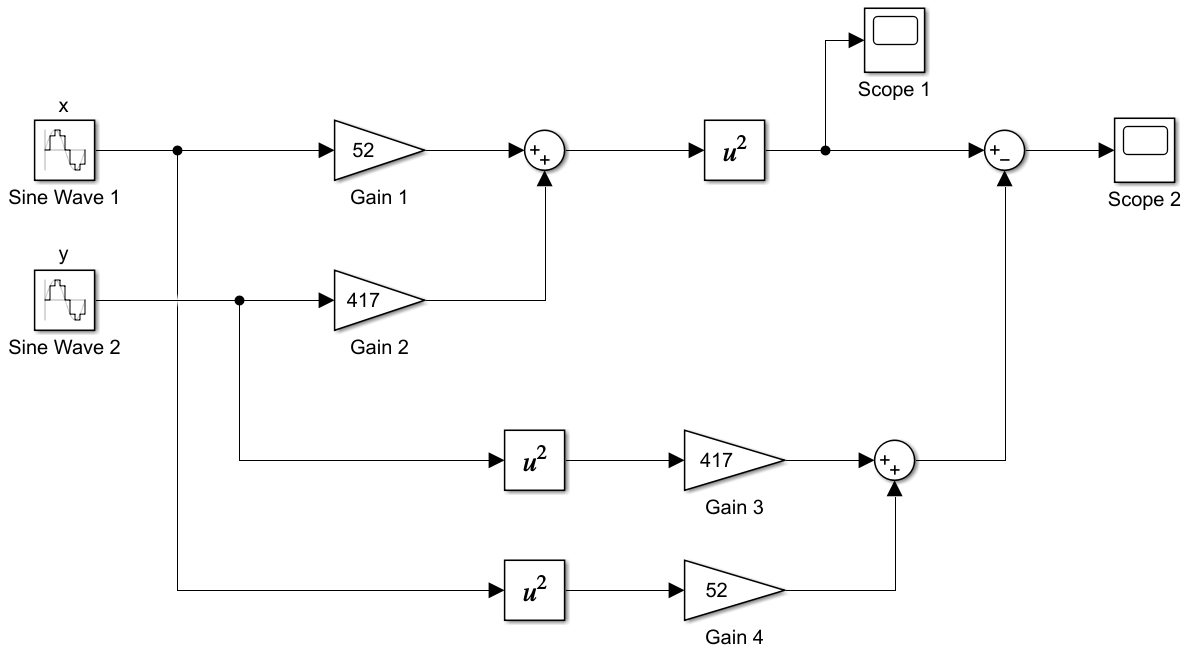 Scope 1
x
Sine Wave 1
52
Gain 1
+
+
u²
+
−
Scope 2
y
Sine Wave 2
417
Gain 2
u²
417
Gain 3
+
+
u²
52
Gain 4